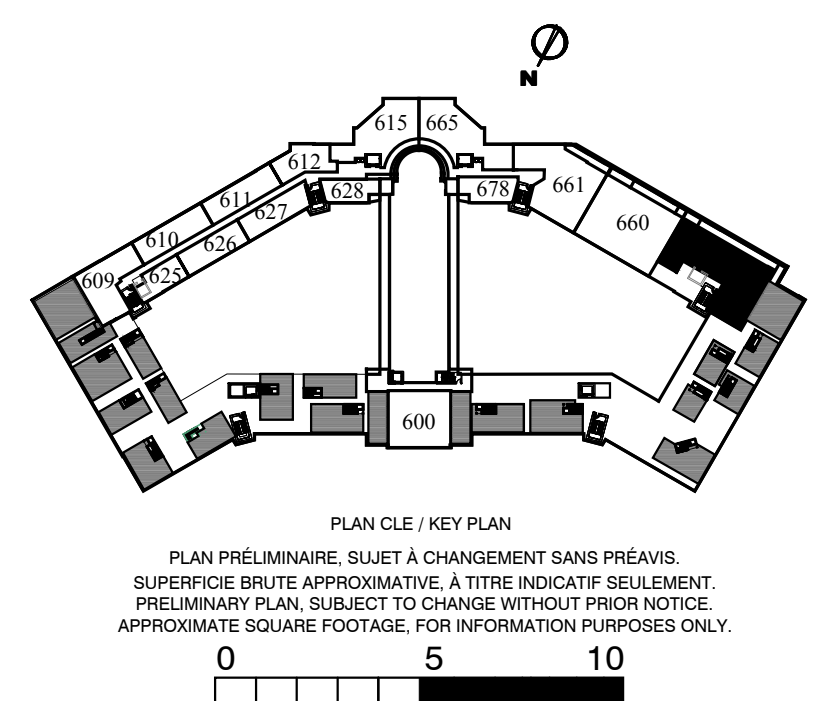 N
615 665
612
628 678 661
611
627
660
610 626
609 625
600
PLAN CLE / KEY PLAN
PLAN PRÉLIMINAIRE, SUJET À CHANGEMENT SANS PRÉAVIS.
SUPERFICIE BRUTE APPROXIMATIVE, À TITRE INDICATIF SEULEMENT.
PRELIMINARY PLAN, SUBJECT TO CHANGE WITHOUT PRIOR NOTICE.
APPROXIMATE SQUARE FOOTAGE, FOR INFORMATION PURPOSES ONLY.
0 5 10